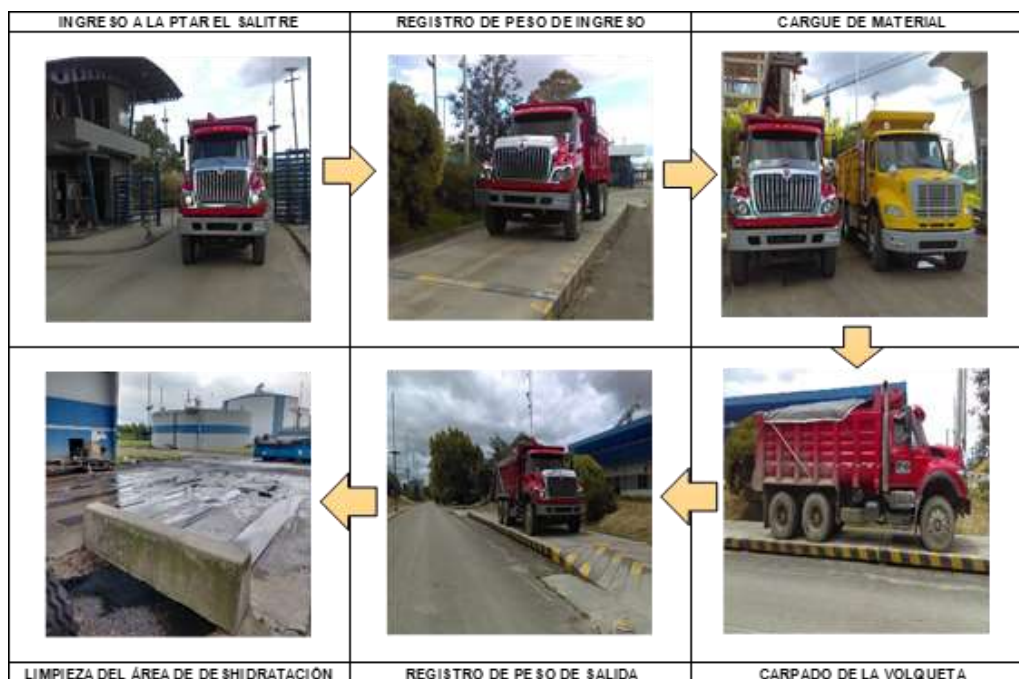 INGRESO A LA PTAR EL SALITRE
REGISTRO DE PESO DE INGRESO
CARGUE DE MATERIAL
LIMPIEZA DEL ÁREA DE DESHIDRATACIÓN
REGISTRO DE PESO DE SALIDA
CARPADO DE LA VOLQUETA